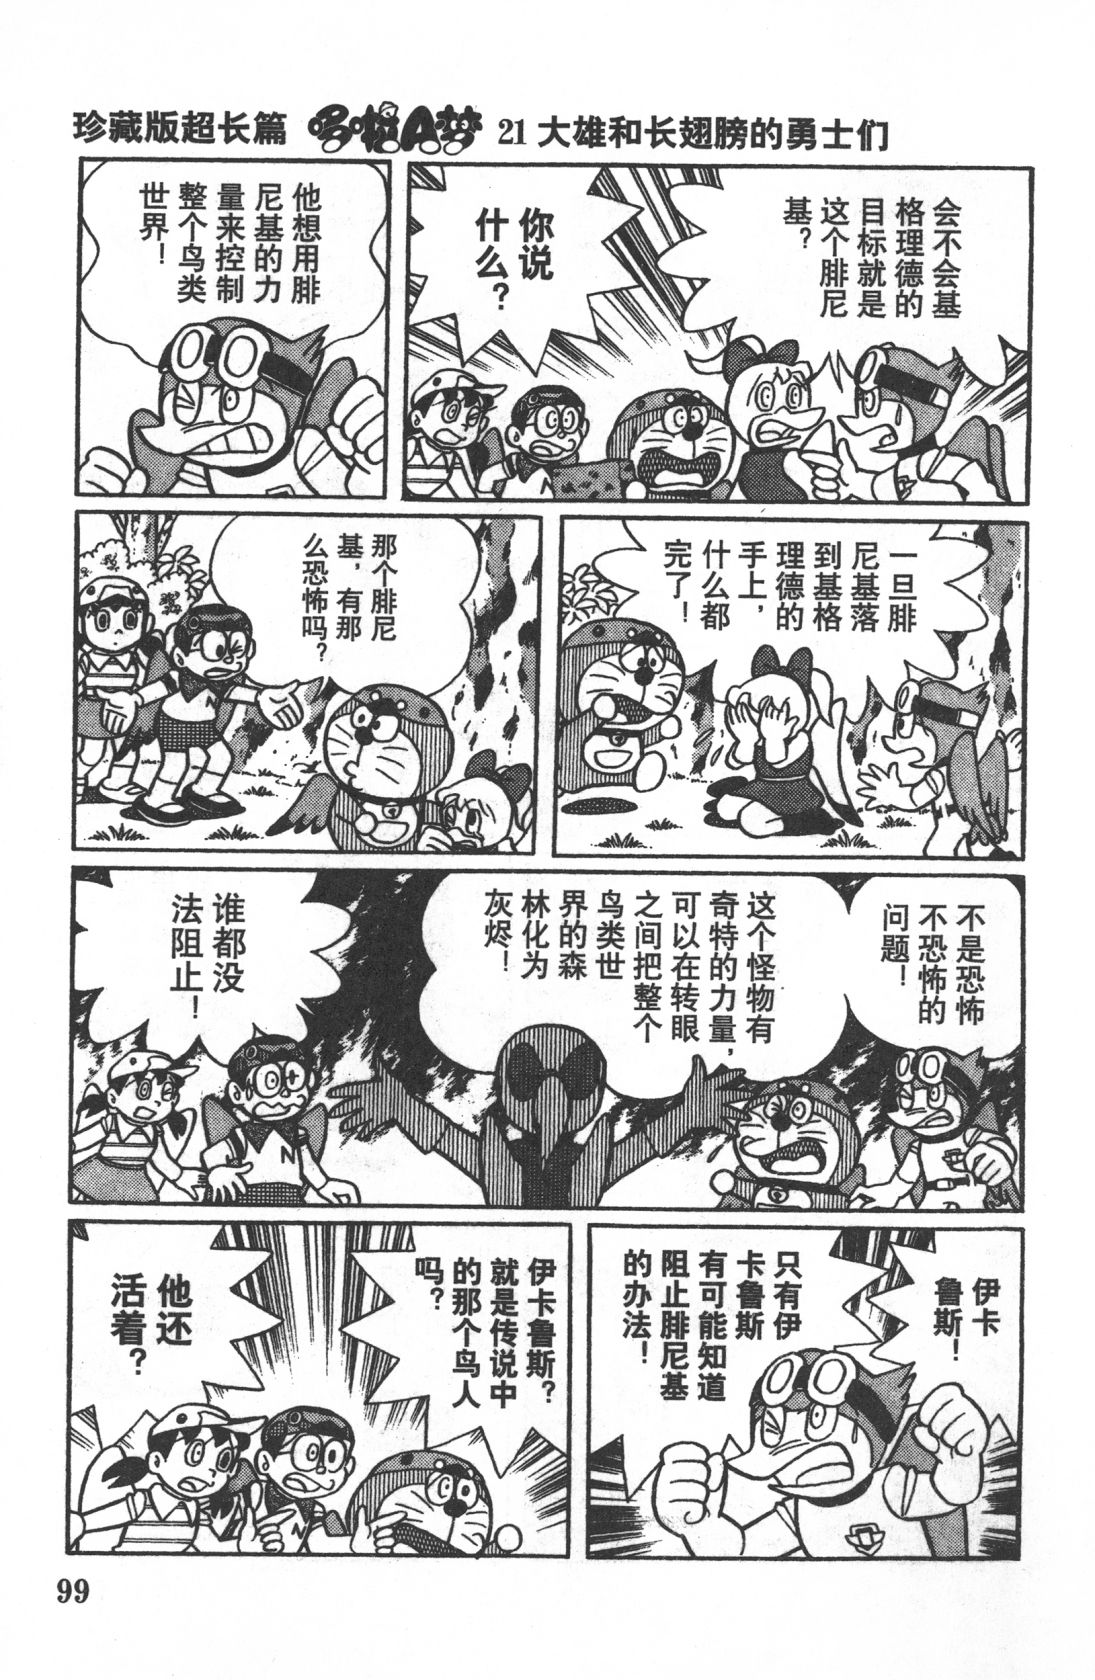 珍藏版超长篇 哆啦A梦 21 大雄和长翅膀的勇士们
会不会基
格理德的
目标就是
这个腓尼
基?
你说
什么?
他想用腓
尼基的力
量来控制
整个鸟类
世界!
一旦腓
尼基落
到基格
理德的
手上,
什么都
完了!
那个腓尼
基,有那
么恐怖吗?
不是恐怖
不恐怖的
问题!
这个怪物有
奇特的力量,
可以在转眼
之间把整个
鸟类世
界的森
林化为
灰烬!
谁都没
法阻止!
伊卡
鲁斯!
只有伊
卡鲁斯
有可能知道
阻止腓尼基
的办法!
伊卡鲁斯?
就是传说中
的那个鸟人
吗?
他还
活着?
99